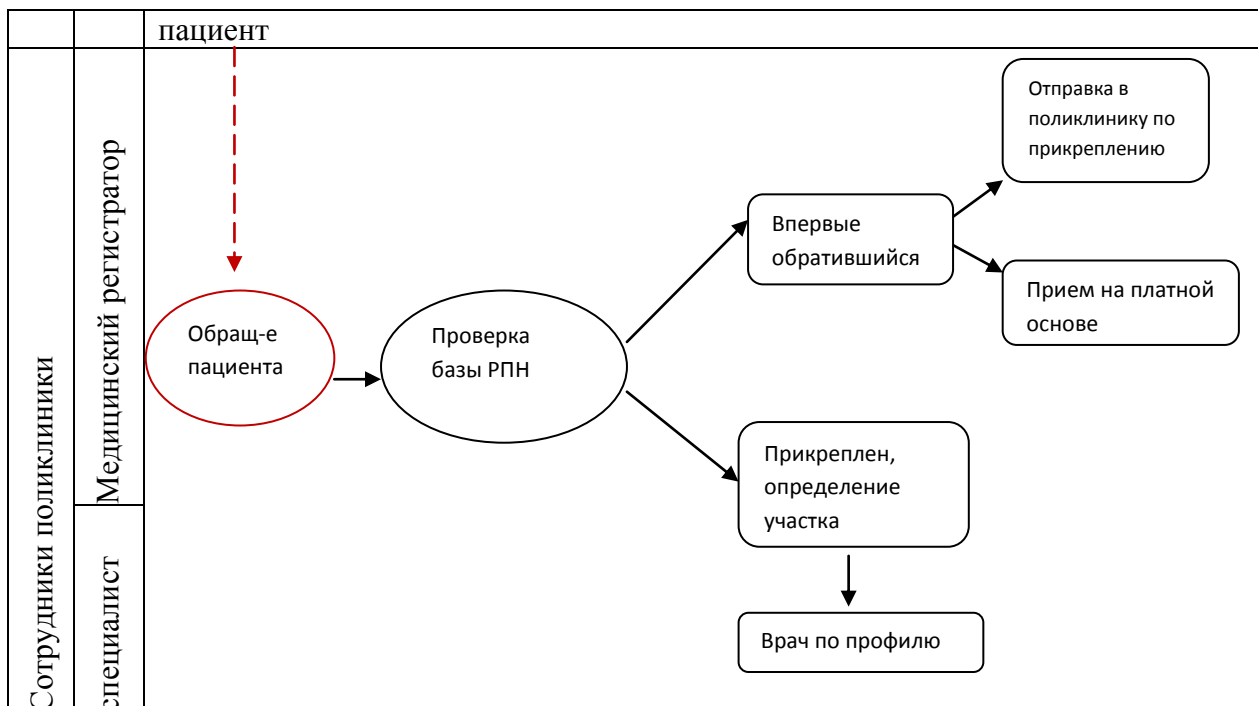 пациент
Сотрудники поликлиники
Медицинский регистратор
специалист
Обращ-е
пациента
Проверка
базы РПН
Впервые
обратившийся
Отправка в
поликлинику по
прикреплению
Прием на платной
основе
Прикреплен,
определение
участка
Врач по профилю